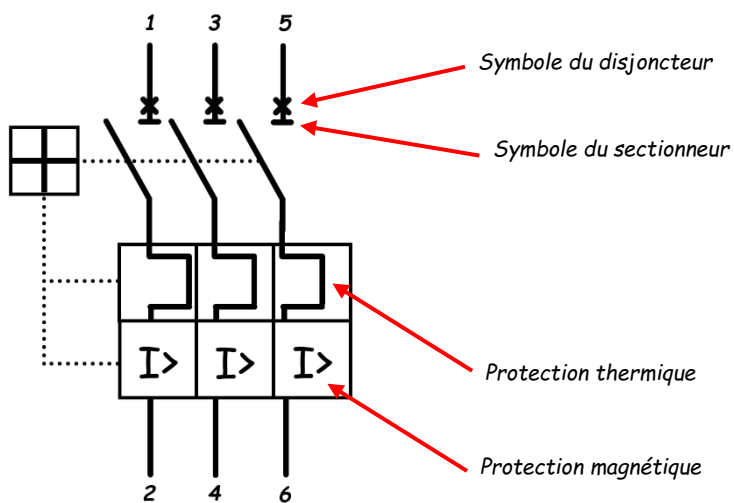 1 3 5
Symbole du disjoncteur
Symbole du sectionneur
I> I> I>
Protection thermique
Protection magnétique
2 4 6